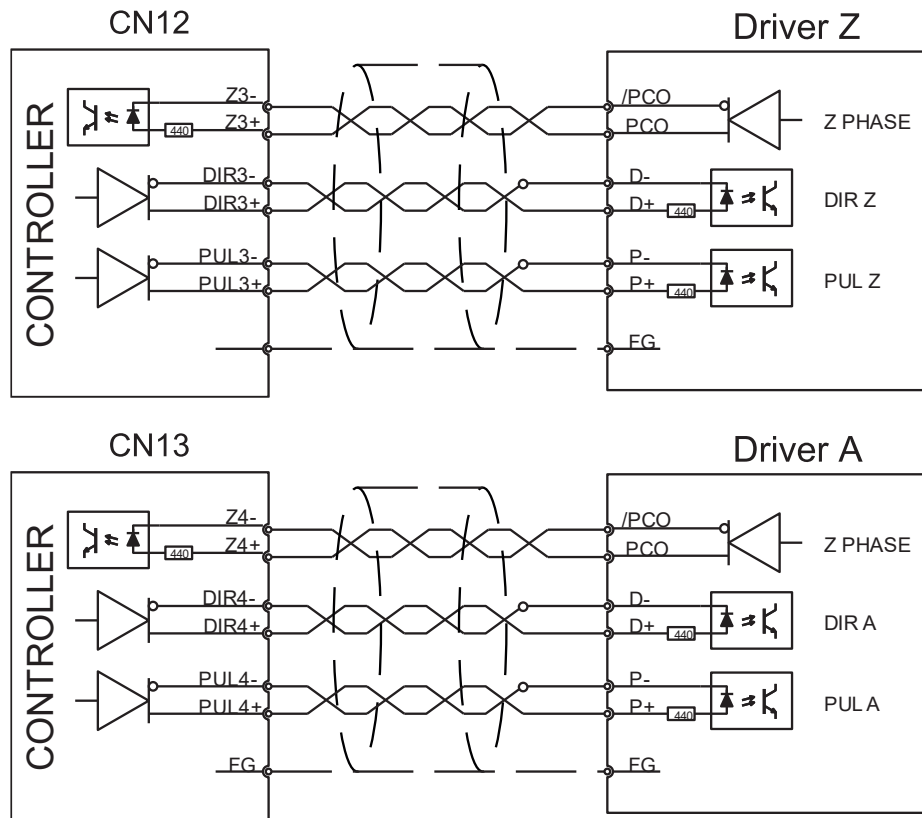 CN12
Driver Z
CONTROLLER
Z3-
/PCO
440
Z3+
PCO
Z PHASE
DIR3-
D-
DIR3+
D+
440
DIR Z
PUL3-
P-
PUL3+
P+
440
PUL Z
FG
CN13
Driver A
CONTROLLER
Z4-
/PCO
440
Z4+
PCO
Z PHASE
DIR4-
D-
DIR4+
D+
440
DIR A
PUL4-
P-
PUL4+
P+
440
PUL A
FG
FG